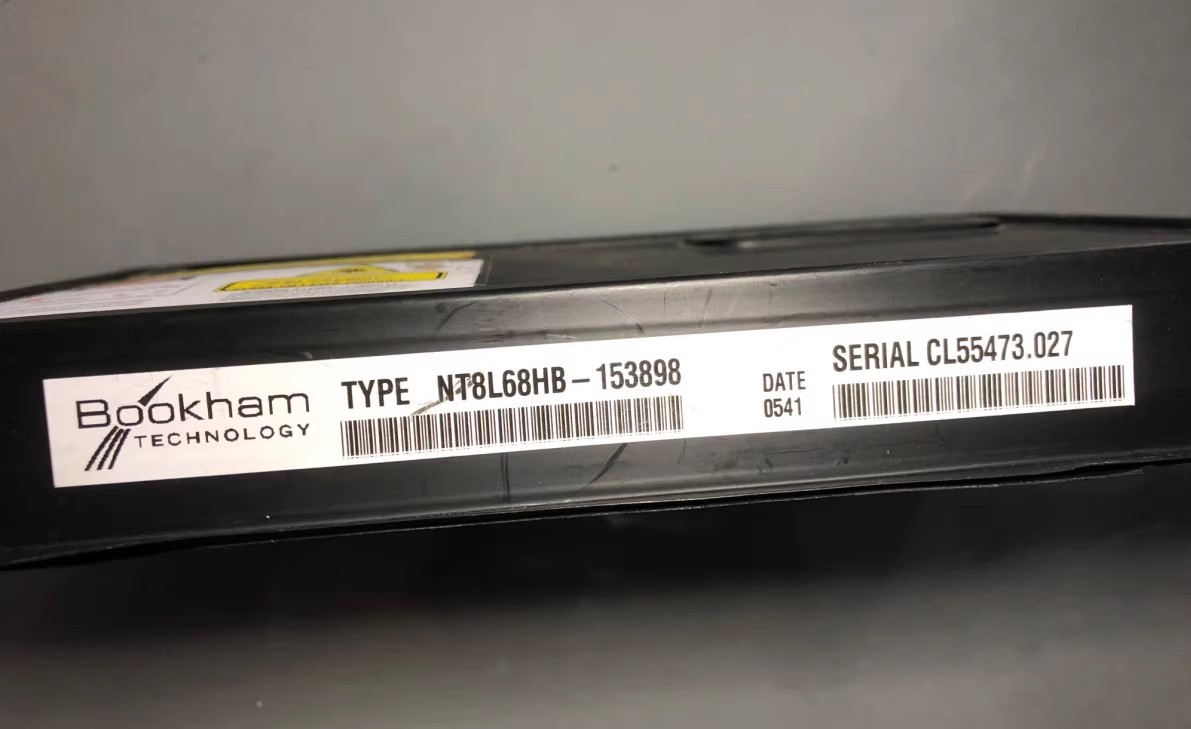 Bookham
TECHNOLOGY
TYPE NT8L68HB-153898
DATE
0541
SERIAL CL55473.027